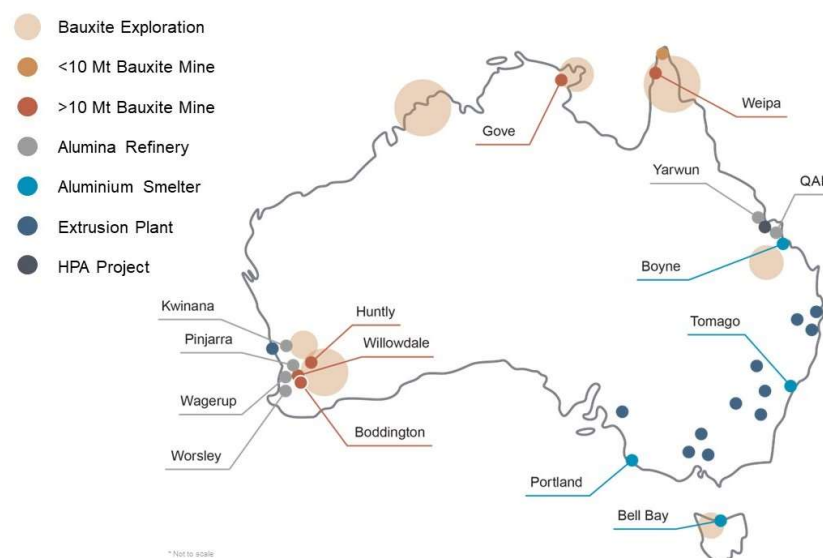 Bauxite Exploration
<10 Mt Bauxite Mine
>10 Mt Bauxite Mine
Alumina Refinery
Aluminium Smelter
Extrusion Plant
HPA Project
Gove
Weipa
Yarwun
QAL
Boyne
Tomago
Kwinana
Pinjarra
Wagerup
Worsley
Huntly
Willowdale
Boddington
Portland
Bell Bay
* Not to scale